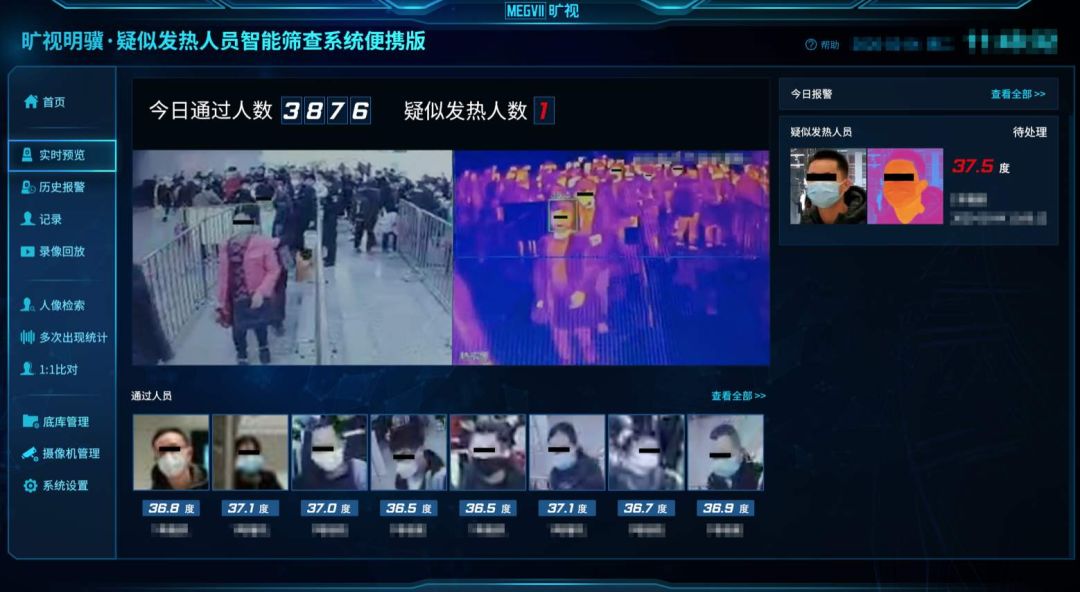 MEGVII 旷视
旷视明骥·疑似发热人员智能筛查系统便携版
帮助
首页
实时预览
历史报警
记录
录像回放
人像检索
多次出现统计
1:1比对
底库管理
摄像机管理
系统设置
今日通过人数 3876 疑似发热人数 1
通过人员 查看全部 >>
36.8 度
37.1 度
37.0 度
36.5 度
36.5 度
37.1 度
36.7 度
36.9 度
今日报警 查看全部 >>
疑似发热人员 待处理
37.5 度